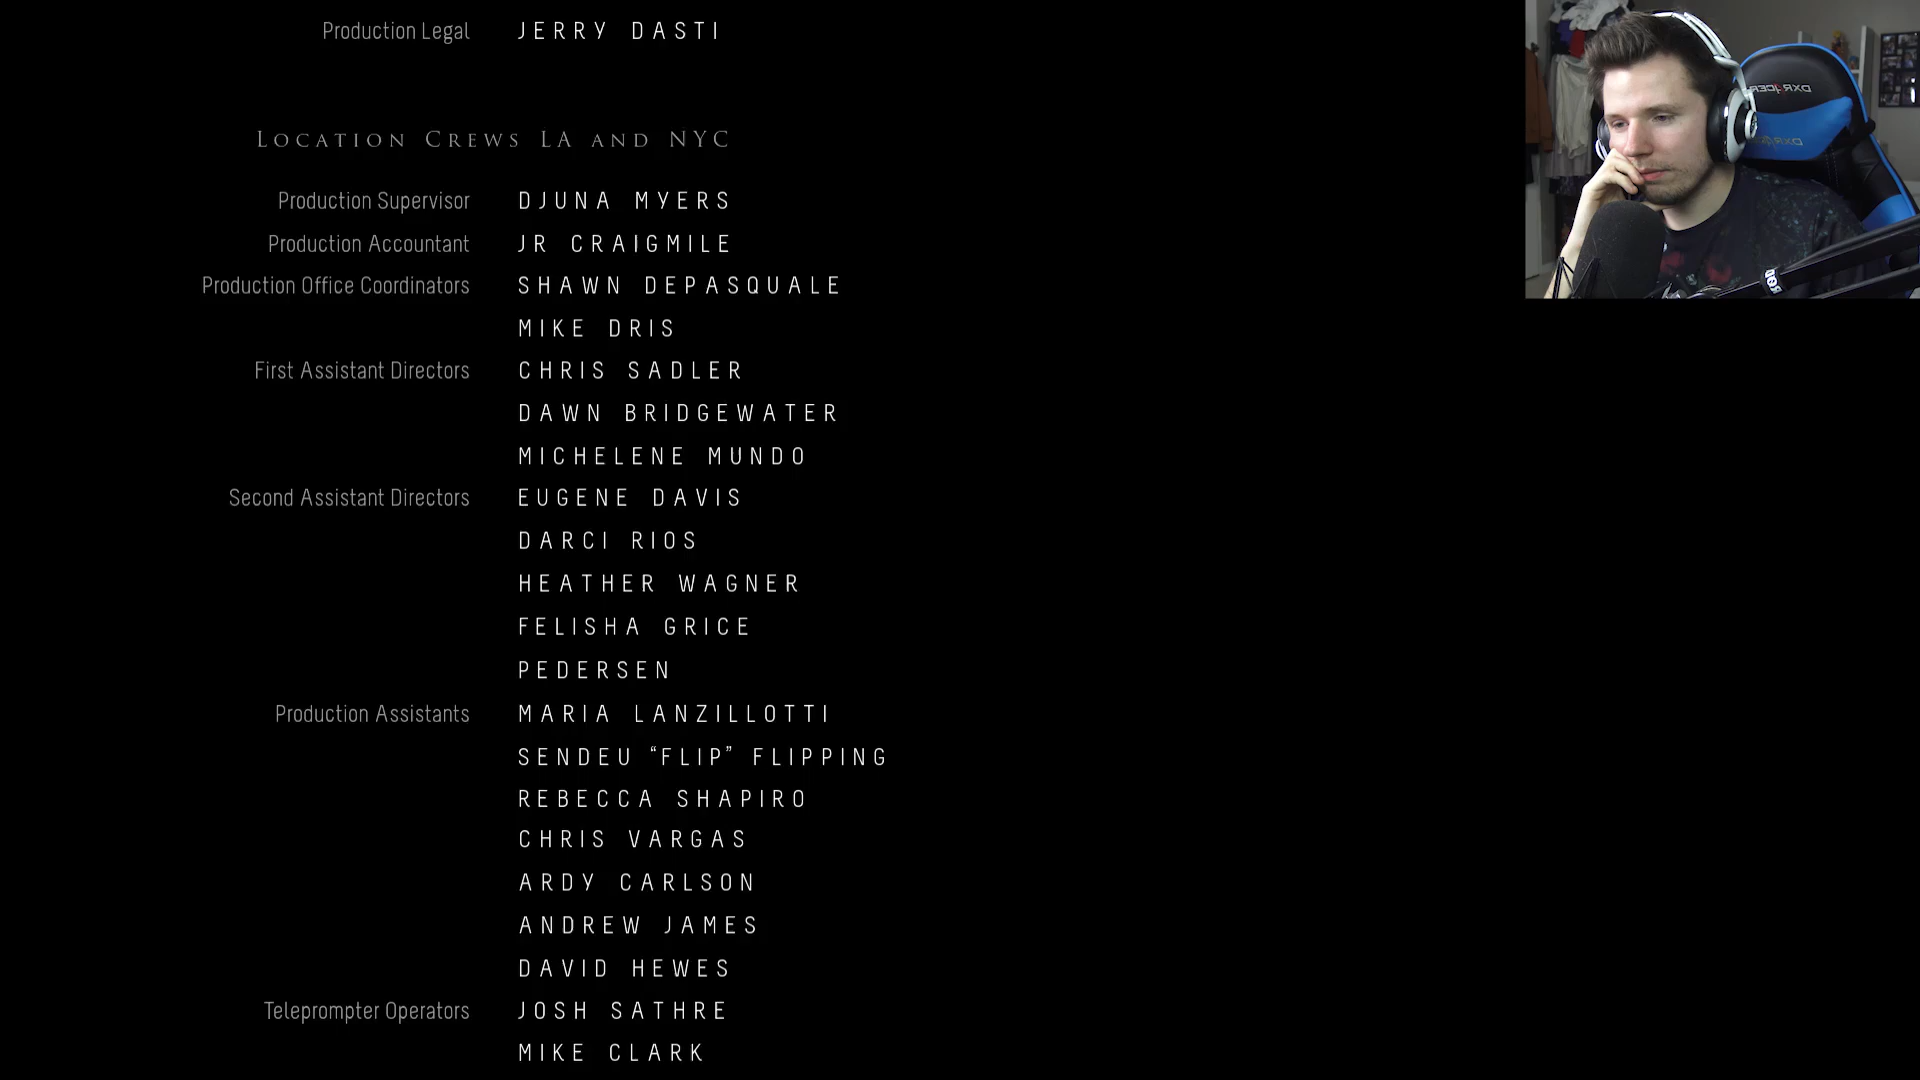 Production Legal JERRY DASTI
LOCATION CREWS LA AND NYC
Production Supervisor DJUNA MYERS
Production Accountant JR CRAIGMILE
Production Office Coordinators SHAWN DEPASQUALE
MIKE DRIS
First Assistant Directors CHRIS SADLER
DAWN BRIDGEWATER
MICHELENE MUNDO
Second Assistant Directors EUGENE DAVIS
DARCI RIOS
HEATHER WAGNER
FELISHA GRICE
PEDERSEN
Production Assistants MARIA LANZILLOTTI
SENDEU “FLIP” FLIPPING
REBECCA SHAPIRO
CHRIS VARGAS
ARDY CARLSON
ANDREW JAMES
DAVID HEWES
Teleprompter Operators JOSH SATHRE
MIKE CLARK
DXRACER